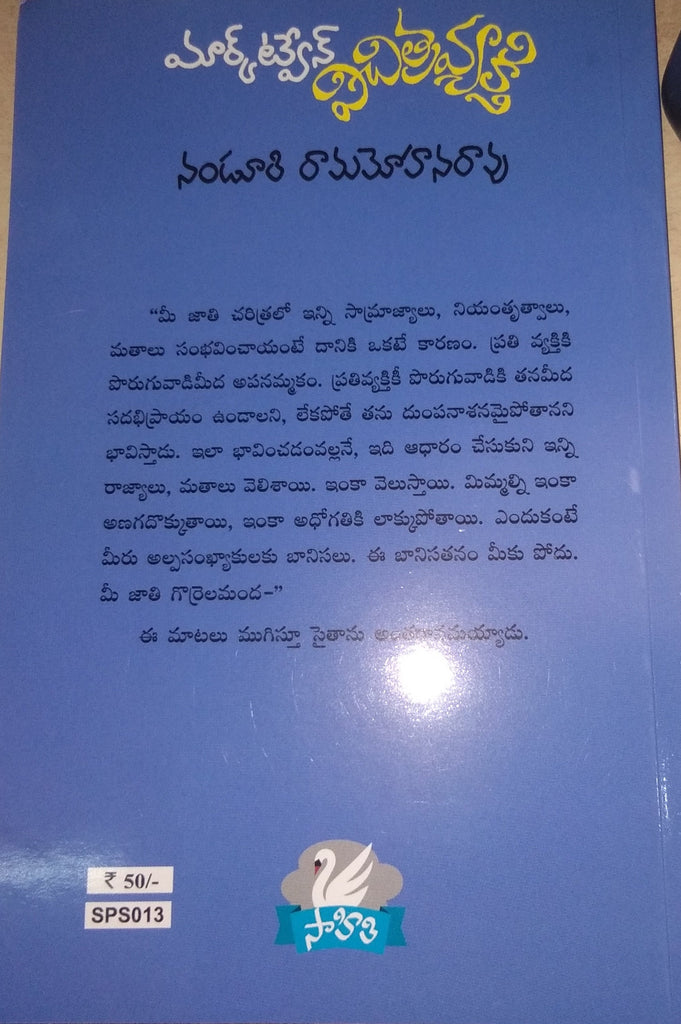 మార్క్‌ట్వేన్ విచిత్రవ్యక్తి
నండూరి రామమోహనరావు
“మీ జాతి చరిత్రలో ఇన్ని సామ్రాజ్యాలు, నియంతృత్వాలు,
మతాలు సంభవించాయంటే దానికి ఒకటే కారణం. ప్రతి వ్యక్తికి
పొరుగువాడిమీద అపనమ్మకం. ప్రతివ్యక్తికీ పొరుగువాడికి తనమీద
సదభిప్రాయం ఉండాలని, లేకపోతే తను దుంపనాశనమైపోతానని
భావిస్తాడు. ఇలా భావించదంవల్లనే, ఇది ఆధారం చేసుకుని ఇన్ని
రాజ్యాలు, మతాలు వెలిశాయి. ఇంకా వెలుస్తాయి. మిమ్మల్ని ఇంకా
అణగదొక్కుతాయి, ఇంకా అధోగతికి లాక్కుపోతాయి. ఎందుకంటే
మీరు అల్పసంఖ్యాకులకు బానిసలు. ఈ బానిసతనం మీకు పోదు.
మీ జాతి గొర్రెలమంద–”
ఈ మాటలు ముగిస్తూ సైతాను అంతర్ధానమయ్యాడు.
₹ 50/-
SPS013
సాహితి